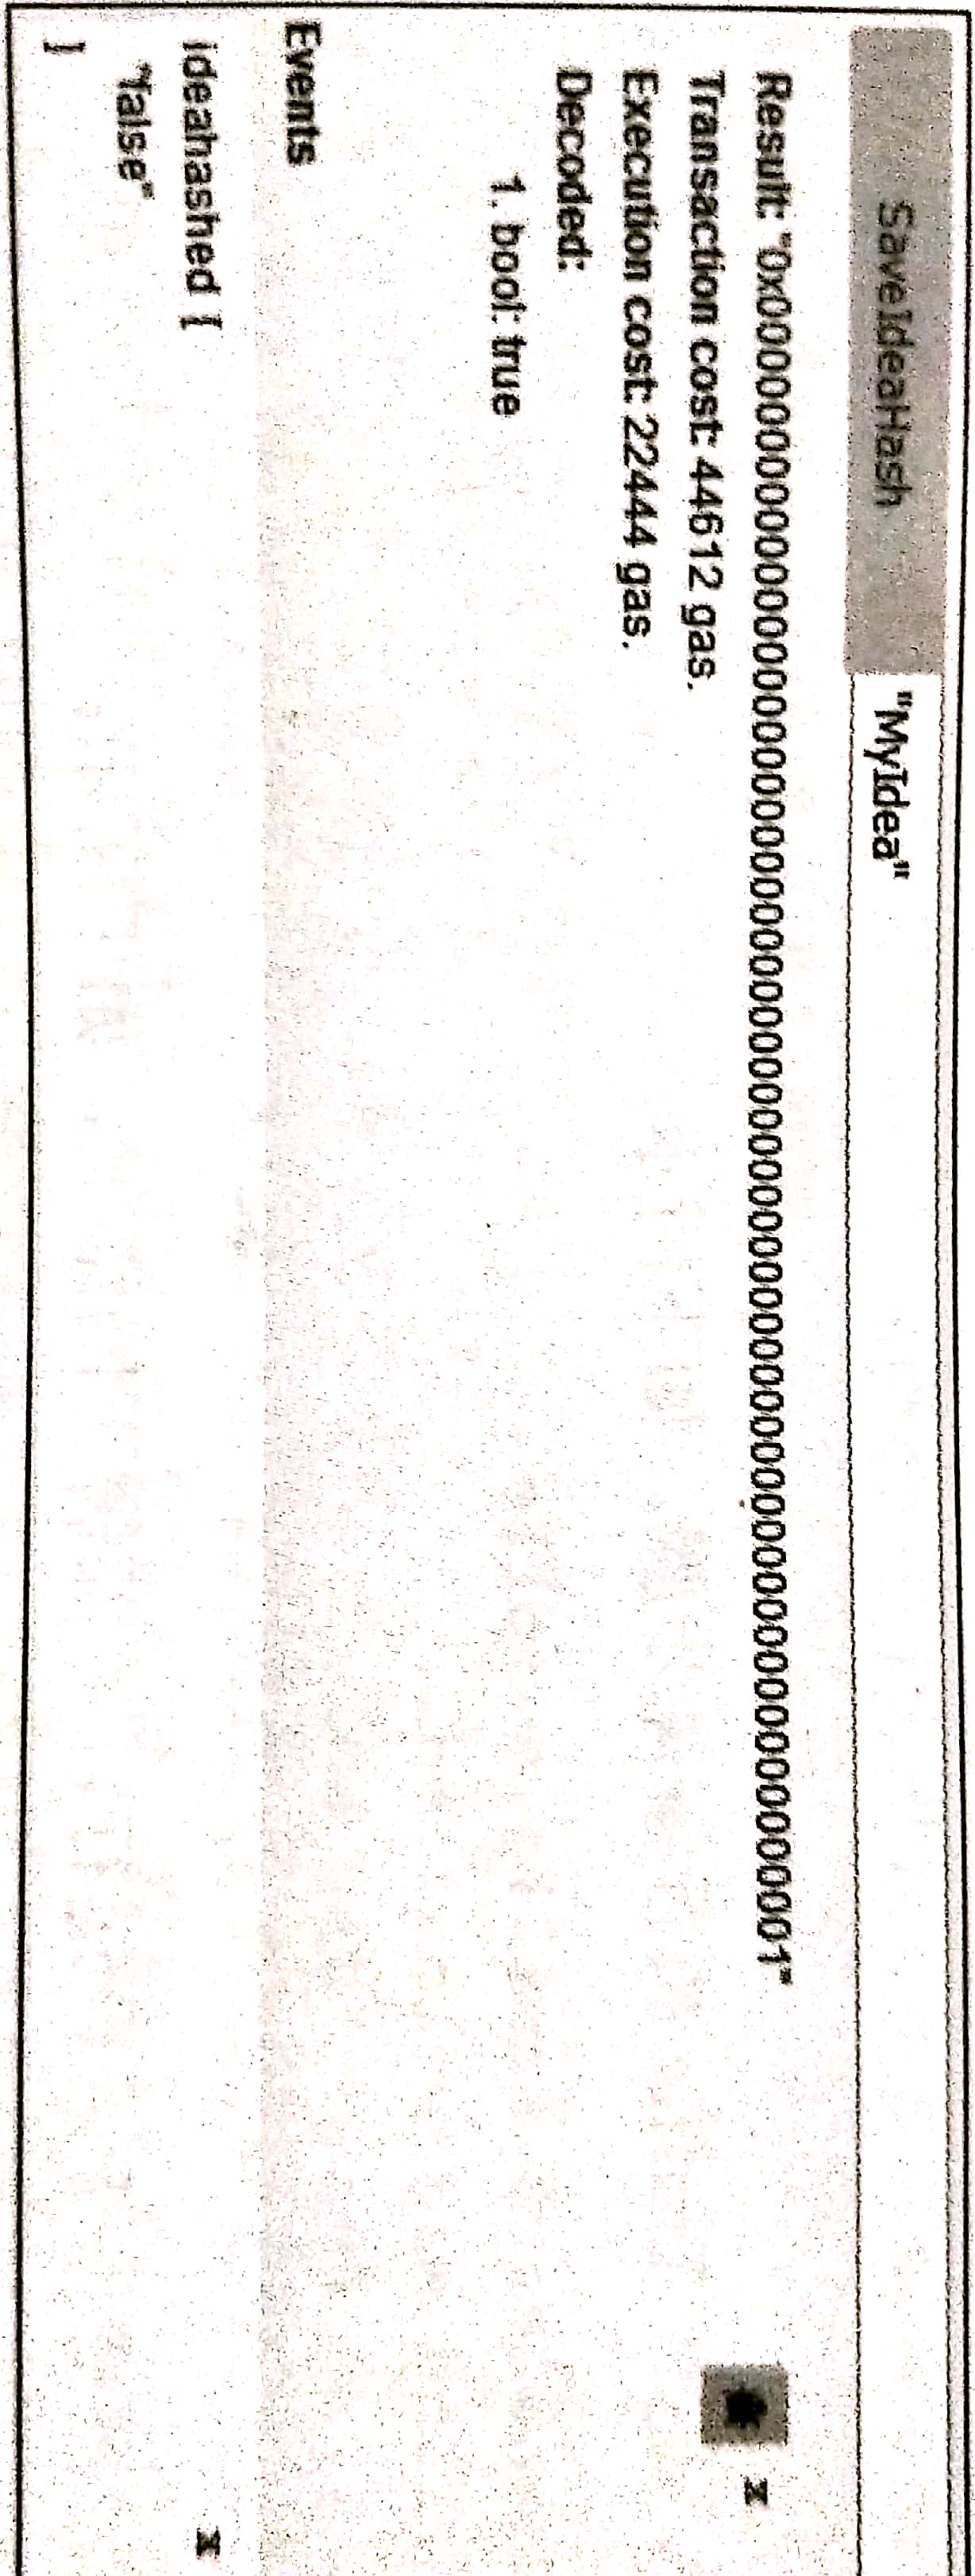 SaveIdeaHash "MyIdea"
Result: "0x0000000000000000000000000000000000000000000000000000000000000001"
Transaction cost: 44612 gas.
Execution cost: 22444 gas.
Decoded:
1. bool: true
Events
ideahashed [
"false"
]